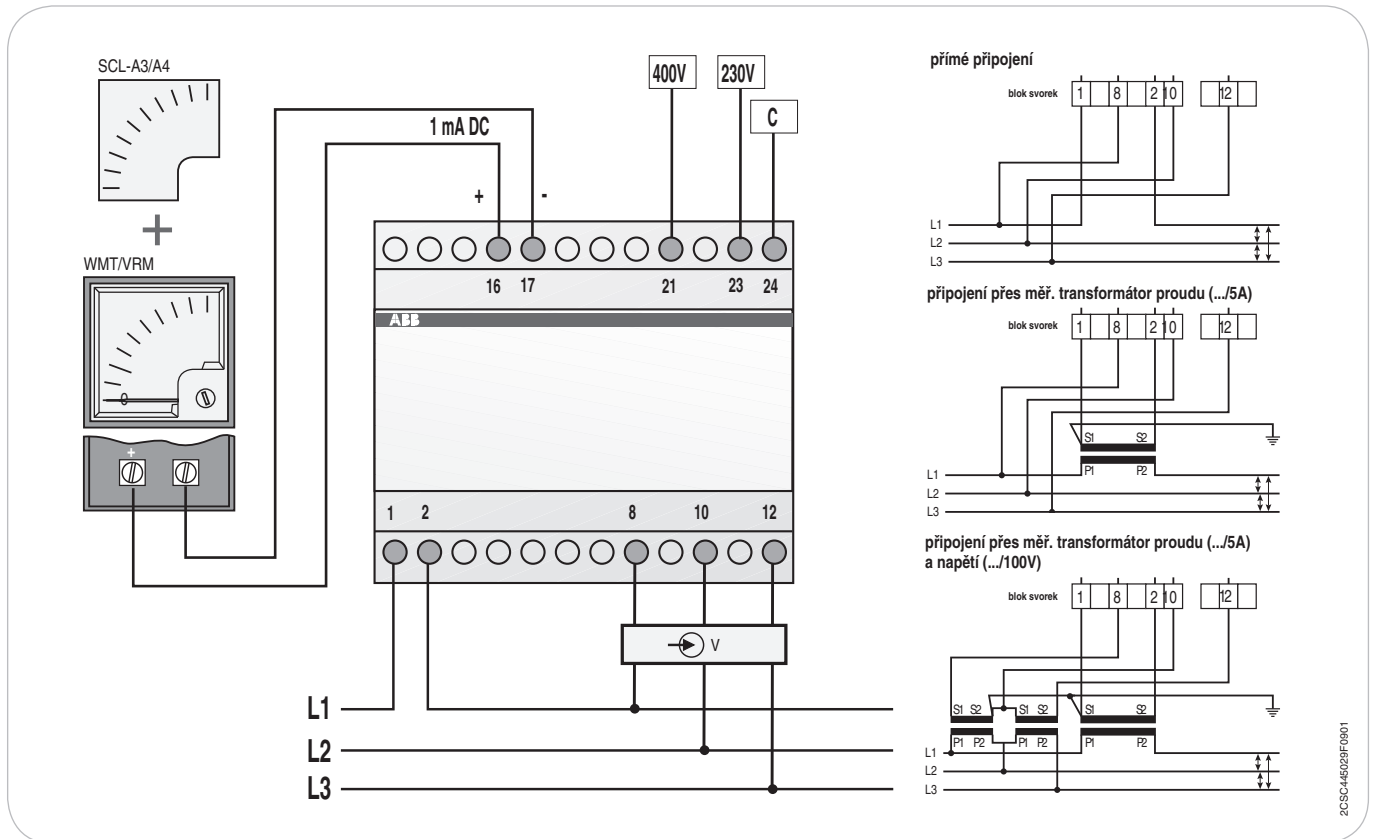 SCL-A3/A4
WMT/VRM
+
1 mA DC
+
-
400V
230V
C
16
17
21
23
24
ABB
1
2
8
10
12
V
L1
L2
L3
přímé připojení
blok svorek
1 8 2 10 12
L1
L2
L3
připojení přes měř. transformátor proudu (.../5A)
blok svorek
1 8 2 10 12
S1 S2
P1 P2
L1
L2
L3
připojení přes měř. transformátor proudu (.../5A)
a napětí (.../100V)
blok svorek
1 8 2 10 12
S1 S2 S1 S2 S1 S2
P1 P2 P1 P2 P1 P2
L1
L2
L3
2CSC445029F0901